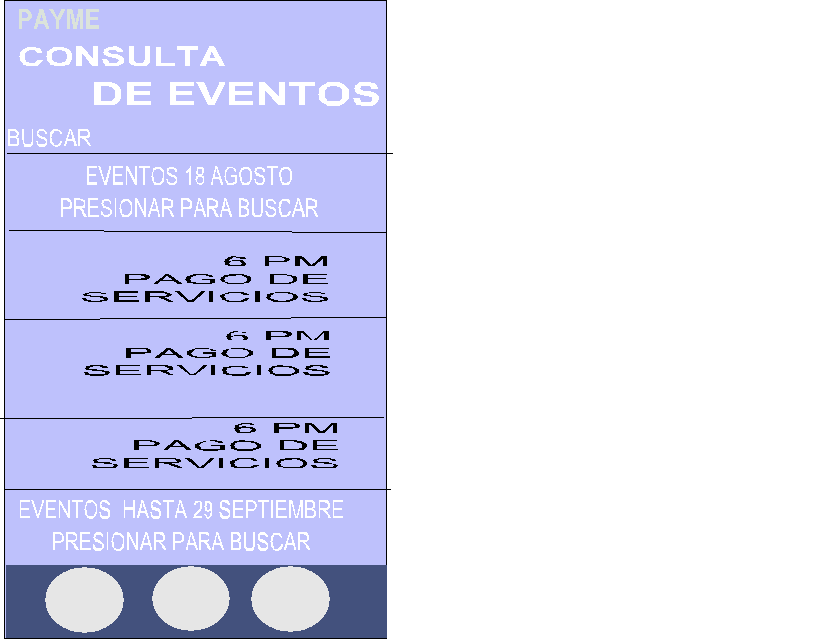 PAYME
CONSULTA
DE EVENTOS
BUSCAR
EVENTOS 18 AGOSTO
PRESIONAR PARA BUSCAR
6 PM
PAGO DE
SERVICIOS
6 PM
PAGO DE
SERVICIOS
6 PM
PAGO DE
SERVICIOS
EVENTOS HASTA 29 SEPTIEMBRE
PRESIONAR PARA BUSCAR